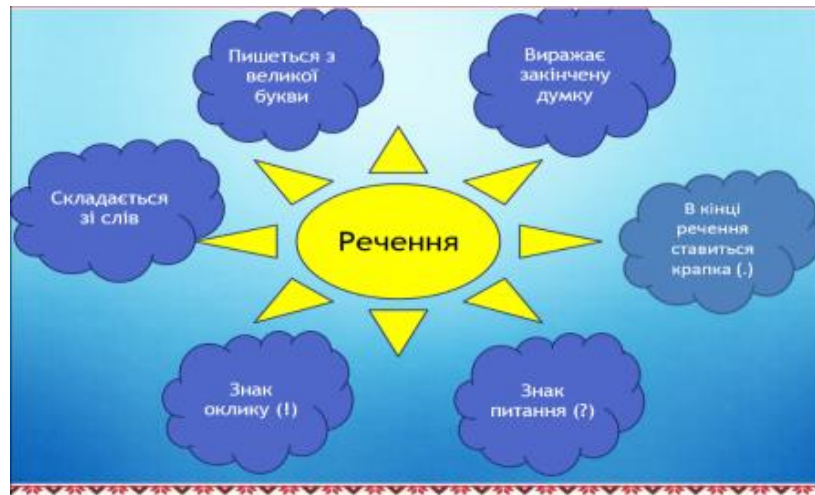 Пишеться з
великої
букви
Виражає
закінчену
думку
Складається
зі слів
Речення
В кінці
речення
ставиться
крапка (.)
Знак
оклику (!)
Знак
питання (?)